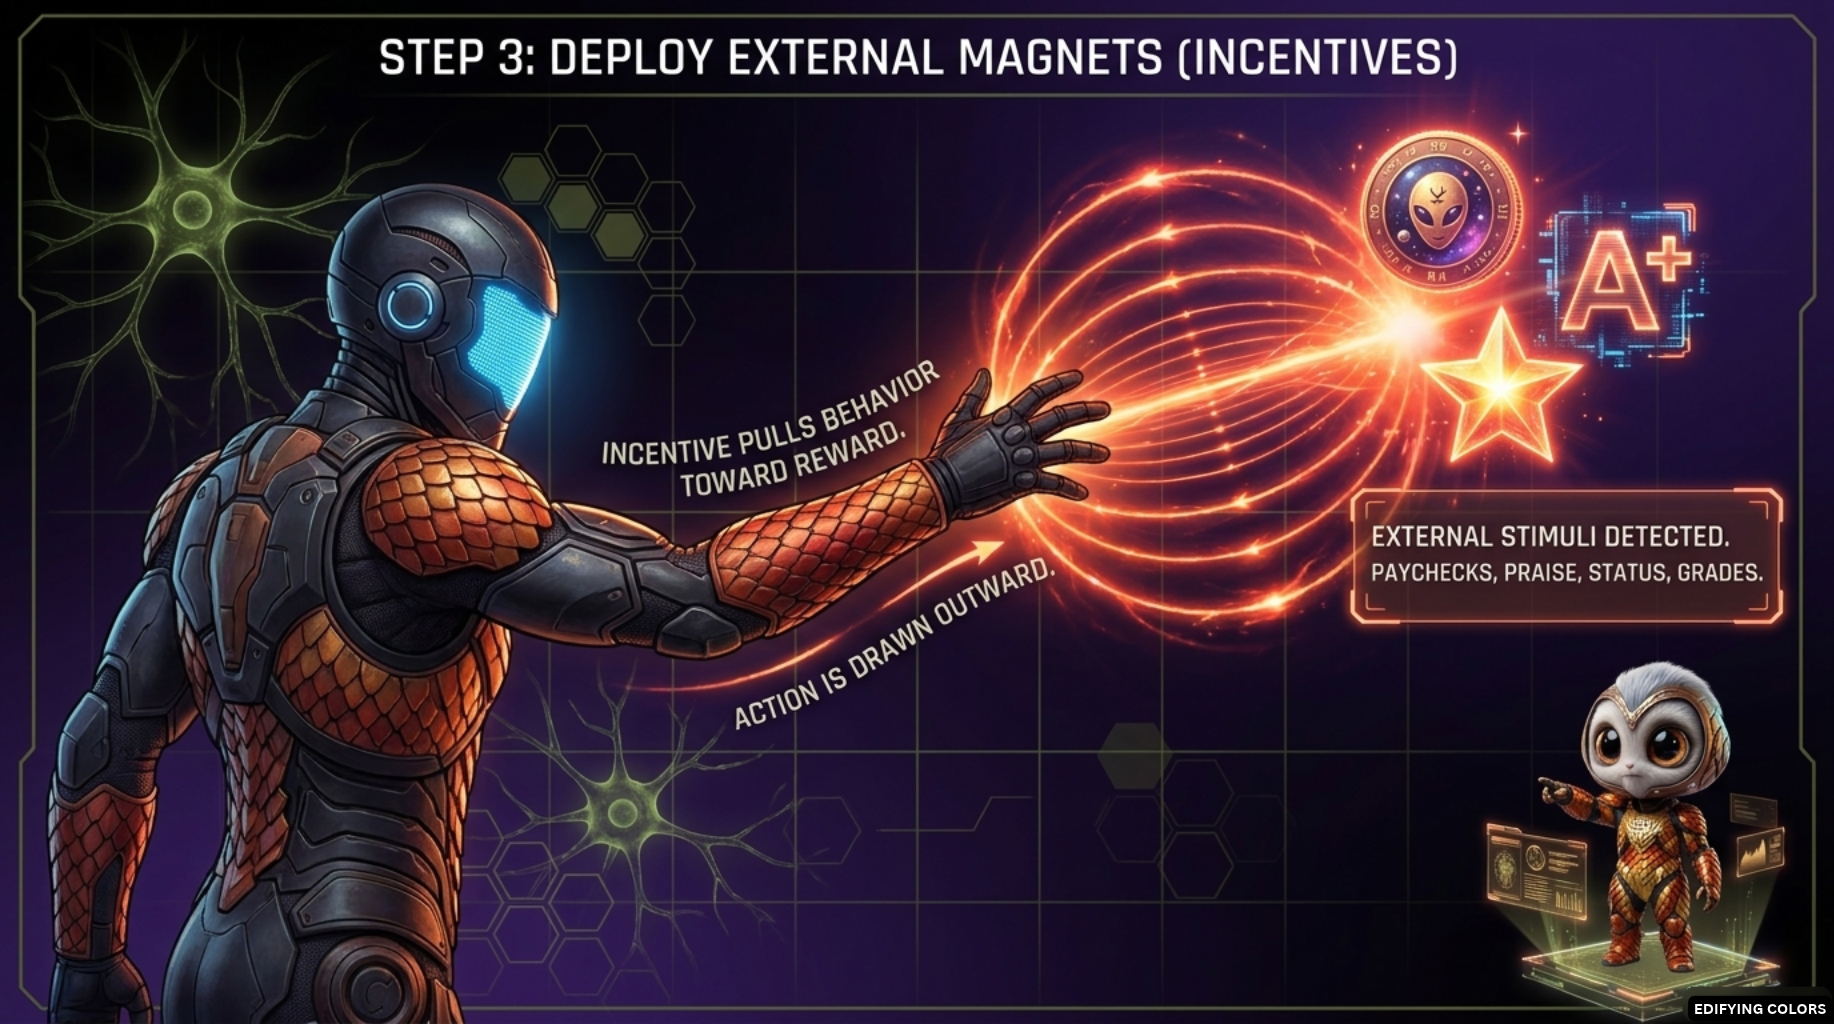 STEP 3: DEPLOY EXTERNAL MAGNETS (INCENTIVES)
A+
INCENTIVE PULLS BEHAVIOR
TOWARD REWARD.
ACTION IS DRAWN OUTWARD.
EXTERNAL STIMULI DETECTED.
PAYCHECKS, PRAISE, STATUS, GRADES.
EDIFYING COLORS